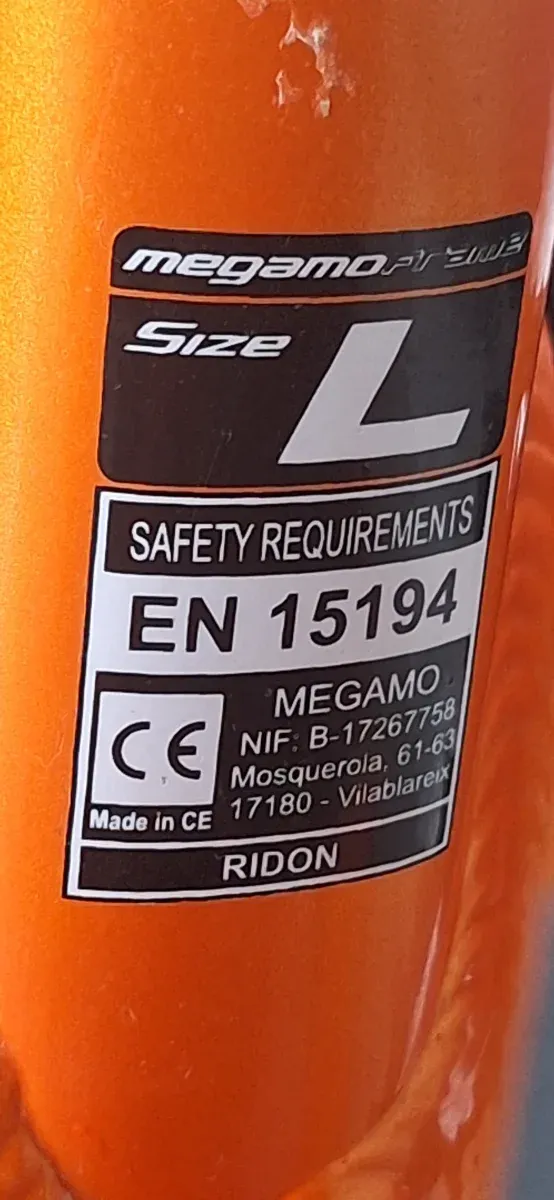 megamo
Size L
SAFETY REQUIREMENTS
EN 15194
CE
MEGAMO
NIF: B-17267758
Mosquerola, 61-63
17180 - Vilablareix
Made in CE
RIDON